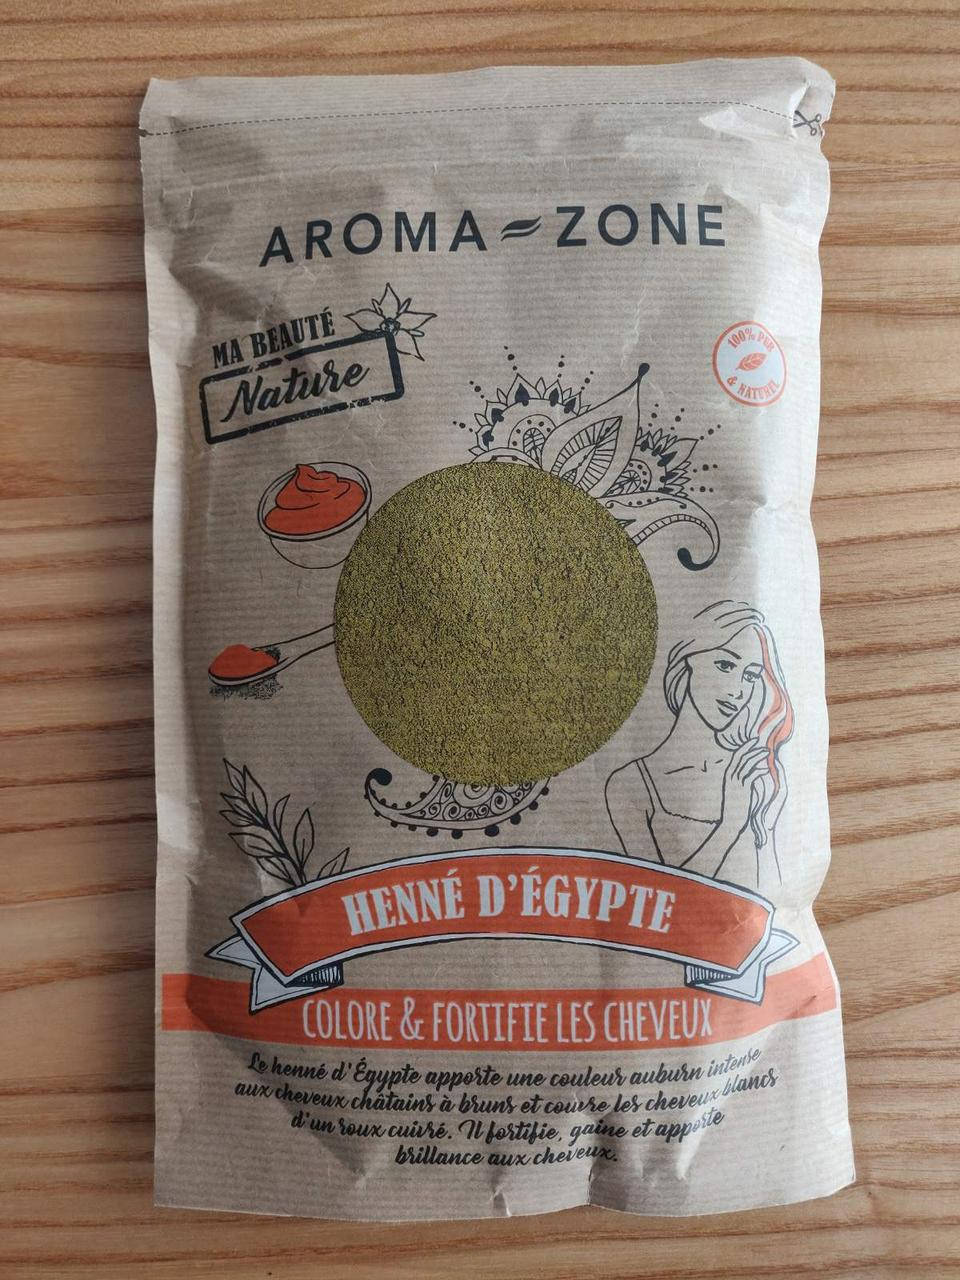 AROMA ZONE
MA BEAUTÉ
Nature
100% PUR
& NATUREL
HENNÉ D'ÉGYPTE
COLORE & FORTIFIE LES CHEVEUX
Le henné d'Égypte apporte une couleur auburn intense
aux cheveux châtains à bruns et couvre les cheveux blancs
d'un roux cuivré. Il fortifie, gaine et apporte
brillance aux cheveux.